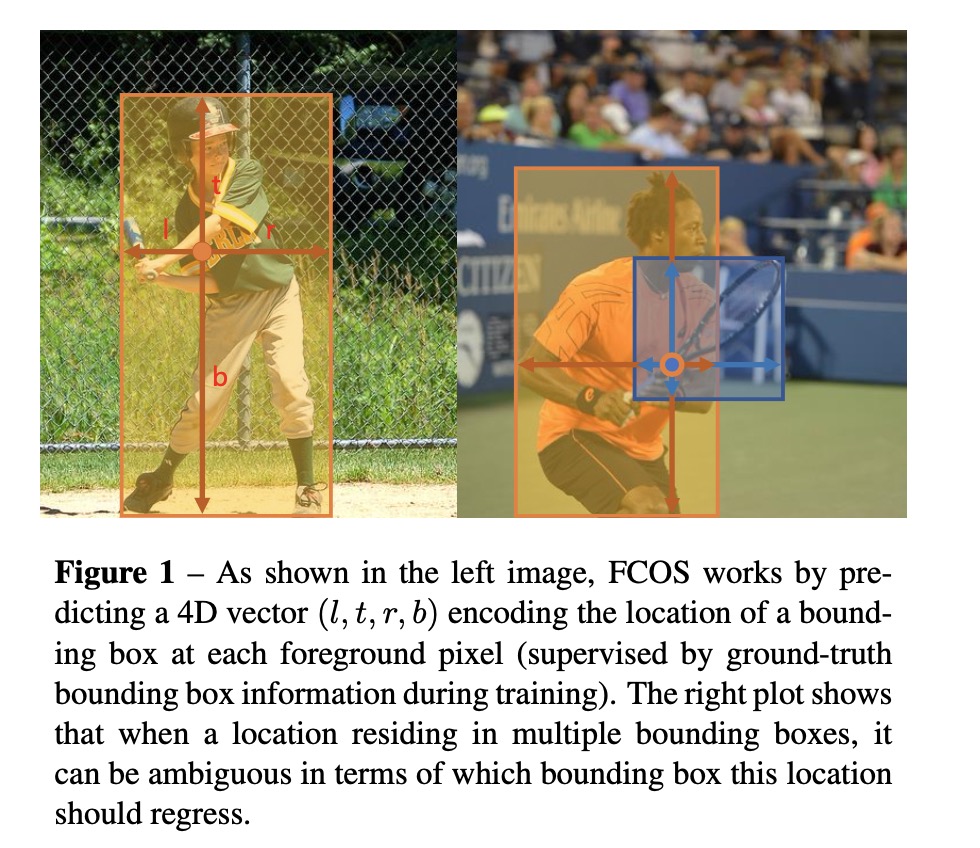 t
l
r
b
.org
Emirates Airline
CITIZEN
Figure 1 – As shown in the left image, FCOS works by pre-
dicting a 4D vector (l, t, r, b) encoding the location of a bound-
ing box at each foreground pixel (supervised by ground-truth
bounding box information during training). The right plot shows
that when a location residing in multiple bounding boxes, it
can be ambiguous in terms of which bounding box this location
should regress.